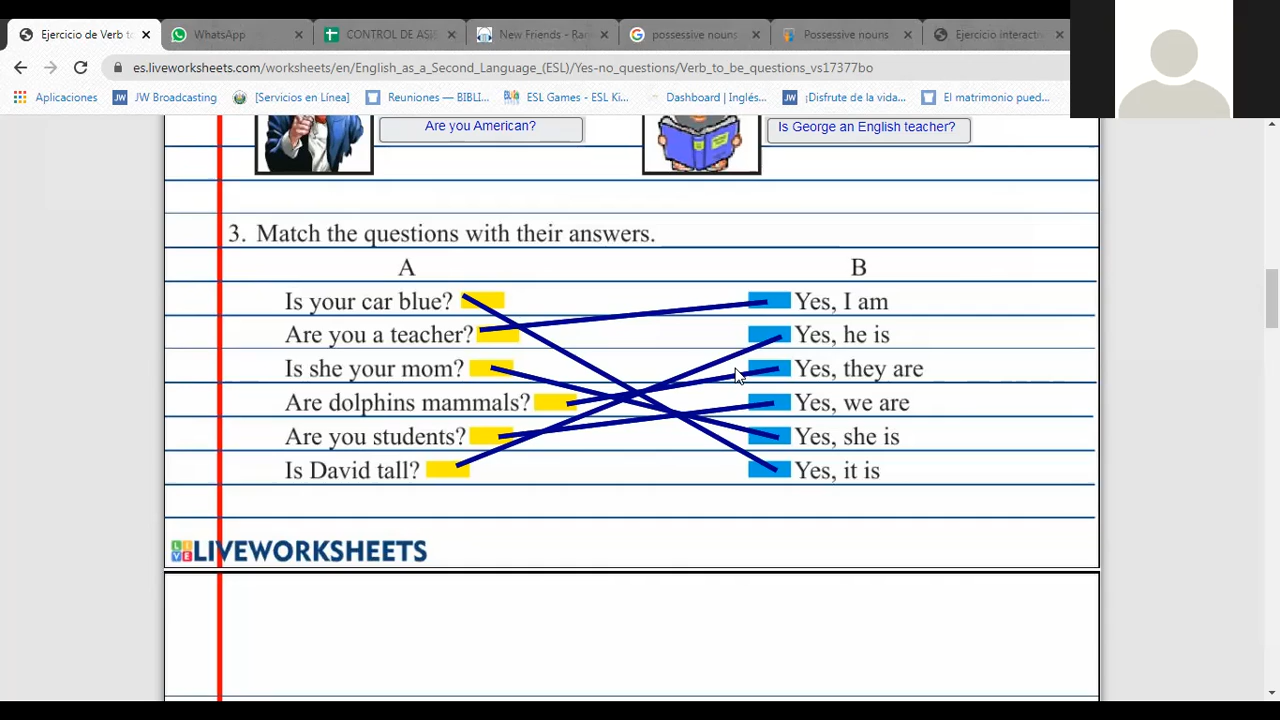 Ejercicio de Verb to
WhatsApp
CONTROL DE ASIS
New Friends - Ran
possessive nouns
Possessive nouns
Ejercicio interacti
es.liveworksheets.com/worksheets/en/English_as_a_Second_Language_(ESL)/Yes-no_questions/Verb_to_be_questions_vs17377bo
Aplicaciones
JW Broadcasting
[Servicios en Línea]
Reuniones — BIBLI...
ESL Games - ESL Ki...
Dashboard | Inglés...
¡Disfrute de la vida...
El matrimonio pued...
Are you American?
Is George an English teacher?
3. Match the questions with their answers.
A B
Is your car blue? Yes, I am
Are you a teacher? Yes, he is
Is she your mom? Yes, they are
Are dolphins mammals? Yes, we are
Are you students? Yes, she is
Is David tall? Yes, it is
LIVEWORKSHEETS